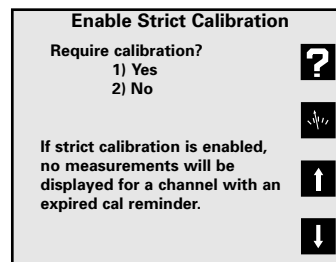 Enable Strict Calibration
Require calibration?
1) Yes
2) No
?
If strict calibration is enabled,
no measurements will be
displayed for a channel with an
expired cal reminder.